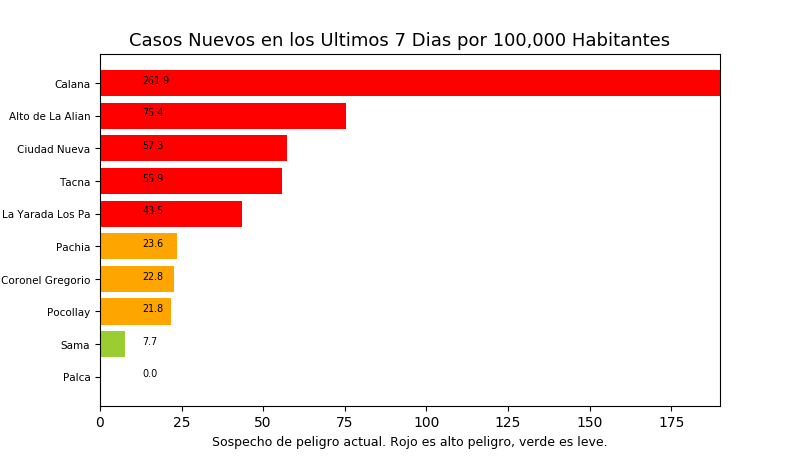 Casos Nuevos en los Ultimos 7 Dias por 100,000 Habitantes
Calana 261.9
Alto de La Alian 75.4
Ciudad Nueva 57.3
Tacna 55.9
La Yarada Los Pa 43.5
Pachia 23.6
Coronel Gregorio 22.8
Pocollay 21.8
Sama 7.7
Palca 0.0
0 25 50 75 100 125 150 175
Sospecho de peligro actual. Rojo es alto peligro, verde es leve.